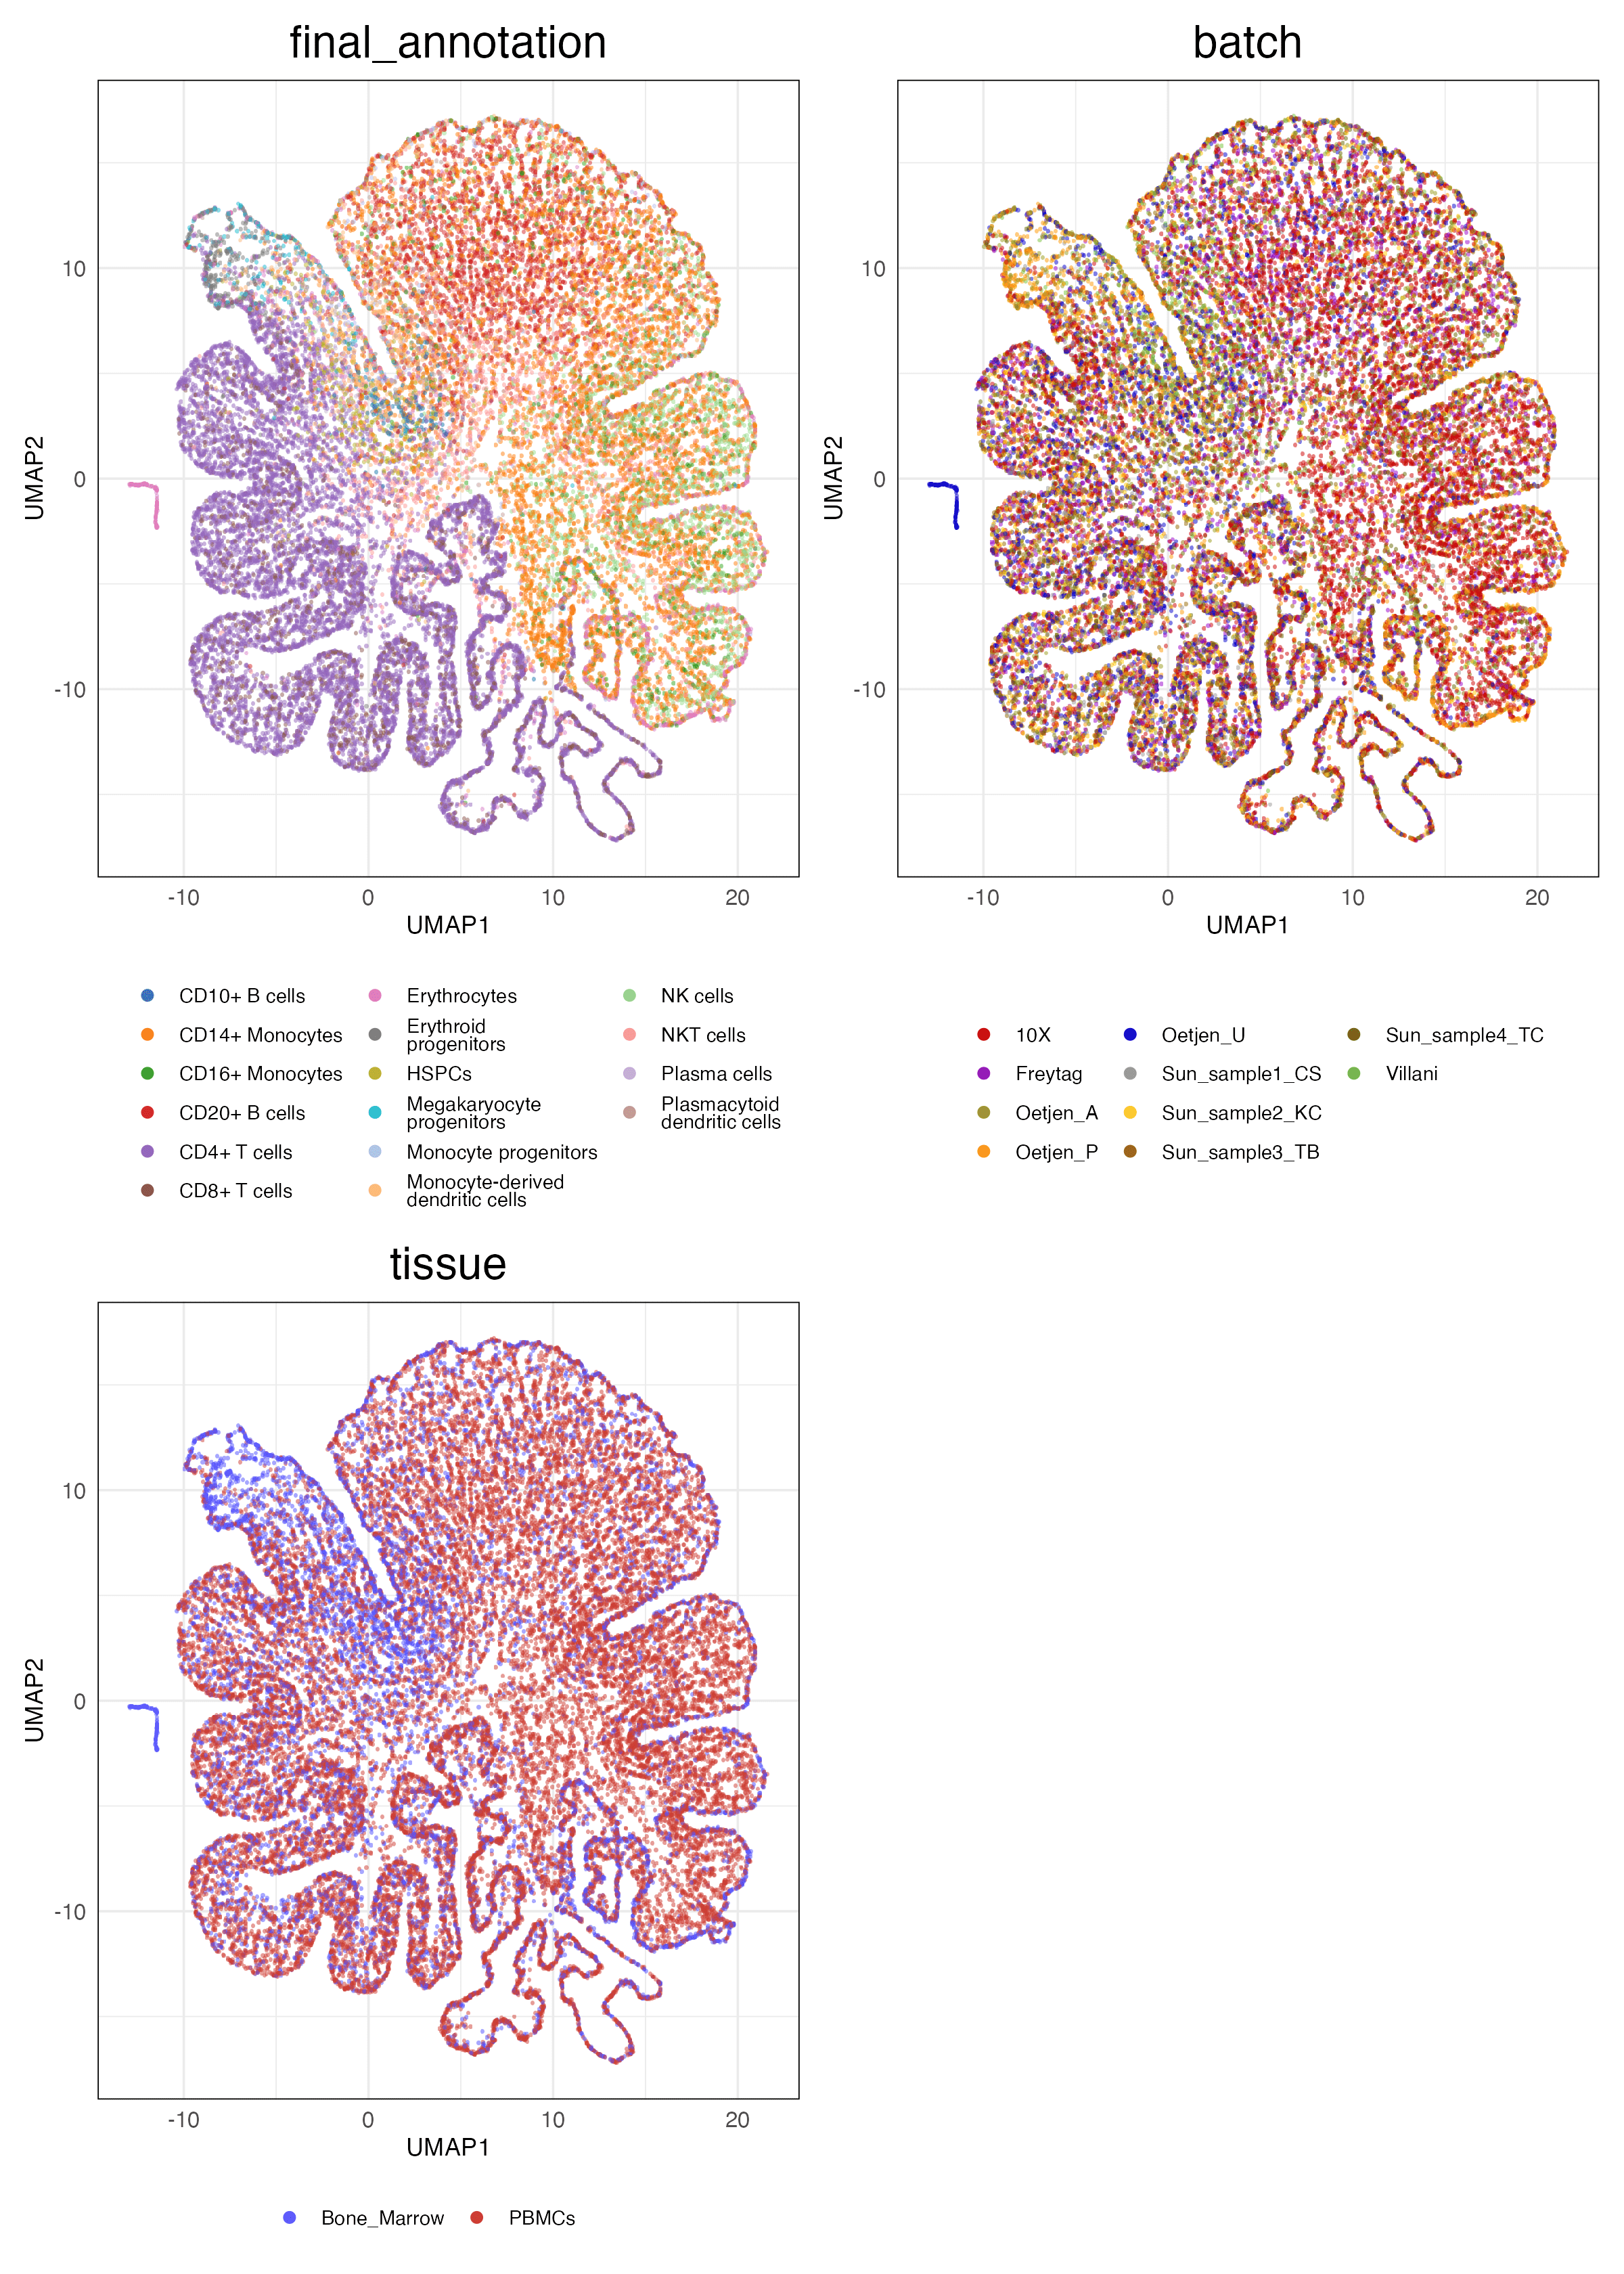 final_annotation
batch
UMAP2
10
0
-10
-10
0
10
20
UMAP1
UMAP2
10
0
-10
-10
0
10
20
UMAP1
CD10+ B cells
CD14+ Monocytes
CD16+ Monocytes
CD20+ B cells
CD4+ T cells
CD8+ T cells
Erythrocytes
Erythroid
progenitors
HSPCs
Megakaryocyte
progenitors
Monocyte progenitors
Monocyte-derived
dendritic cells
NK cells
NKT cells
Plasma cells
Plasmacytoid
dendritic cells
10X
Freytag
Oetjen_A
Oetjen_P
Oetjen_U
Sun_sample1_CS
Sun_sample2_KC
Sun_sample3_TB
Sun_sample4_TC
Villani
tissue
UMAP2
10
0
-10
-10
0
10
20
UMAP1
Bone_Marrow
PBMCs